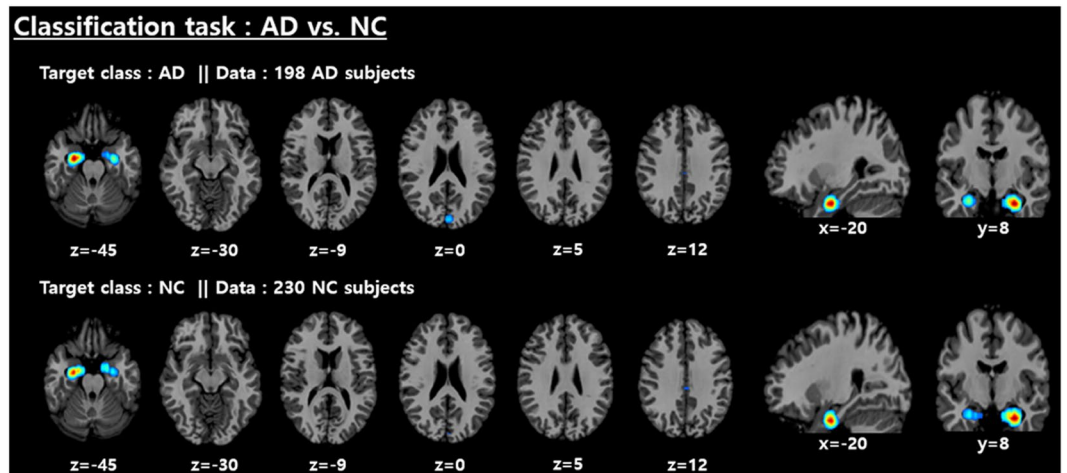 Classification task : AD vs. NC
Target class : AD || Data : 198 AD subjects
z=-45 z=-30 z=-9 z=0 z=5 z=12 x=-20 y=8
Target class : NC || Data : 230 NC subjects
z=-45 z=-30 z=-9 z=0 z=5 z=12 x=-20 y=8